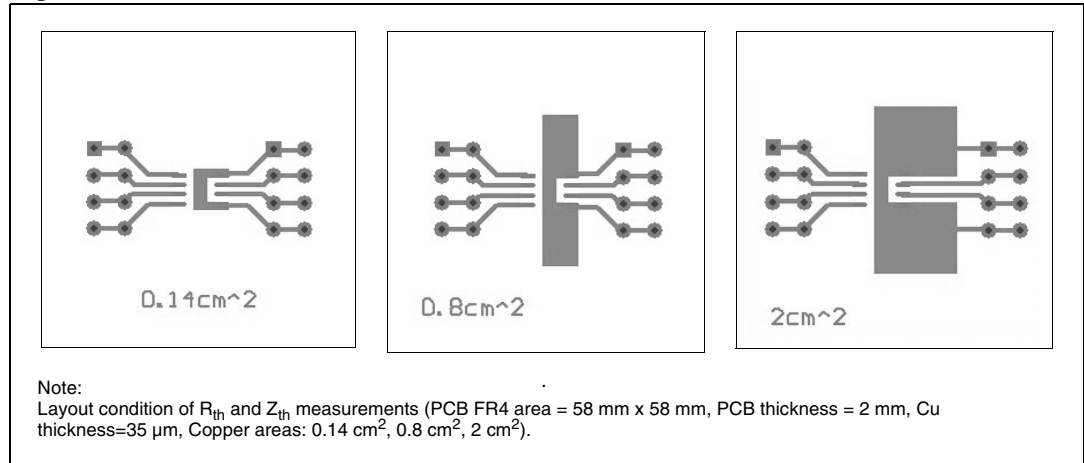 0.14cm^2
0.8cm^2
2cm^2
Note:
Layout condition of Rth and Zth measurements (PCB FR4 area = 58 mm x 58 mm, PCB thickness = 2 mm, Cu
thickness=35 µm, Copper areas: 0.14 cm², 0.8 cm², 2 cm²).